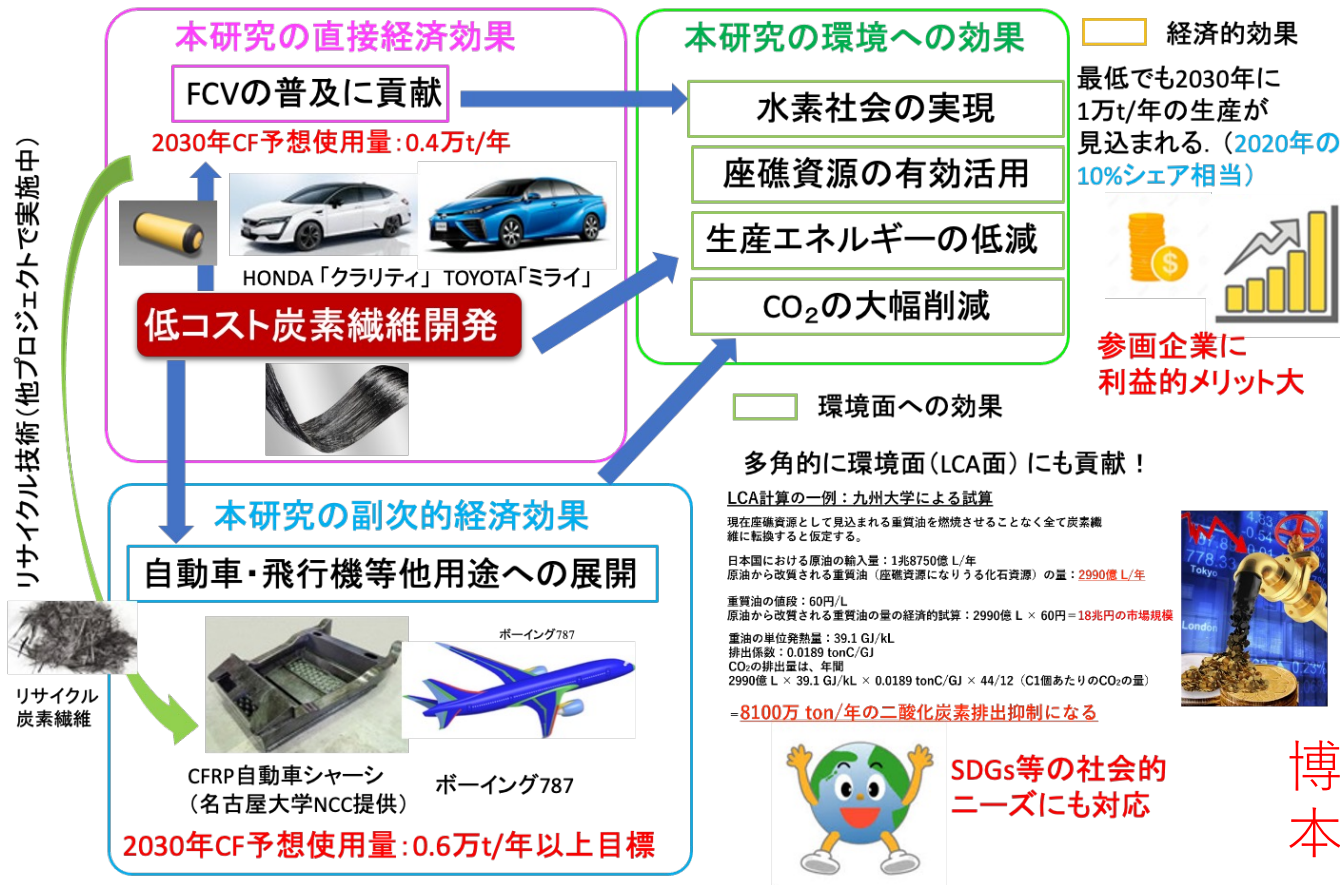 本研究の直接経済効果
FCVの普及に貢献
2030年CF予想使用量：0.4万t/年
HONDA「クラリティ」 TOYOTA「ミライ」
低コスト炭素繊維開発
リサイクル技術（他プロジェクトで実施中）
リサイクル
炭素繊維
本研究の副次的経済効果
自動車・飛行機等他用途への展開
ボーイング787
CFRP自動車シャーシ
（名古屋大学NCC提供）
ボーイング787
2030年CF予想使用量：0.6万t/年以上目標
本研究の環境への効果
水素社会の実現
座礁資源の有効活用
生産エネルギーの低減
CO₂の大幅削減
経済的効果
最低でも2030年に
1万t/年の生産が
見込まれる.（2020年の
10%シェア相当）
$
参画企業に
利益的メリット大
環境面への効果
多角的に環境面（LCA面）にも貢献！
LCA計算の一例：九州大学による試算
現在座礁資源として見込まれる重質油を燃焼させることなく全て炭素繊
維に転換すると仮定する。
日本国における原油の輸入量：1兆8750億 L/年
原油から改質される重質油（座礁資源になりうる化石資源）の量：2990億 L/年
重質油の値段：60円/L
原油から改質される重質油の量の経済的試算：2990億 L × 60円＝18兆円の市場規模
重油の単位発熱量：39.1 GJ/kL
排出係数：0.0189 tonC/GJ
CO₂の排出量は、年間
2990億 L × 39.1 GJ/kL × 0.0189 tonC/GJ × 44/12（C1個あたりのCO₂の量）
＝8100万 ton/年の二酸化炭素排出抑制になる
Tokyo
London
SDGs等の社会的
ニーズにも対応
博
本